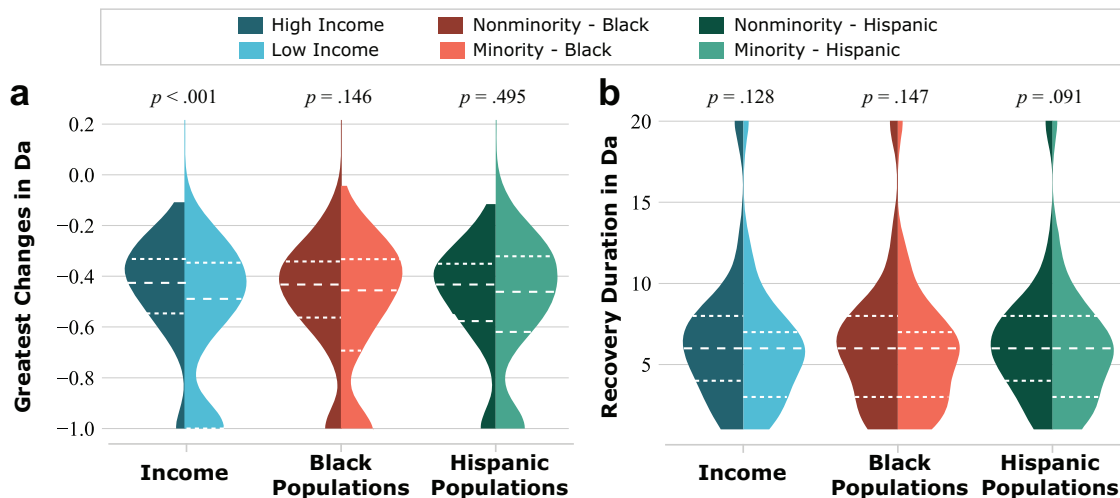 High Income
Nonminority - Black
Nonminority - Hispanic
Low Income
Minority - Black
Minority - Hispanic
a
p < .001
p = .146
p = .495
Greatest Changes in Da
0.2
0.0
−0.2
−0.4
−0.6
−0.8
−1.0
Income
Black
Populations
Hispanic
Populations
b
p = .128
p = .147
p = .091
Recovery Duration in Da
20
15
10
5
Income
Black
Populations
Hispanic
Populations